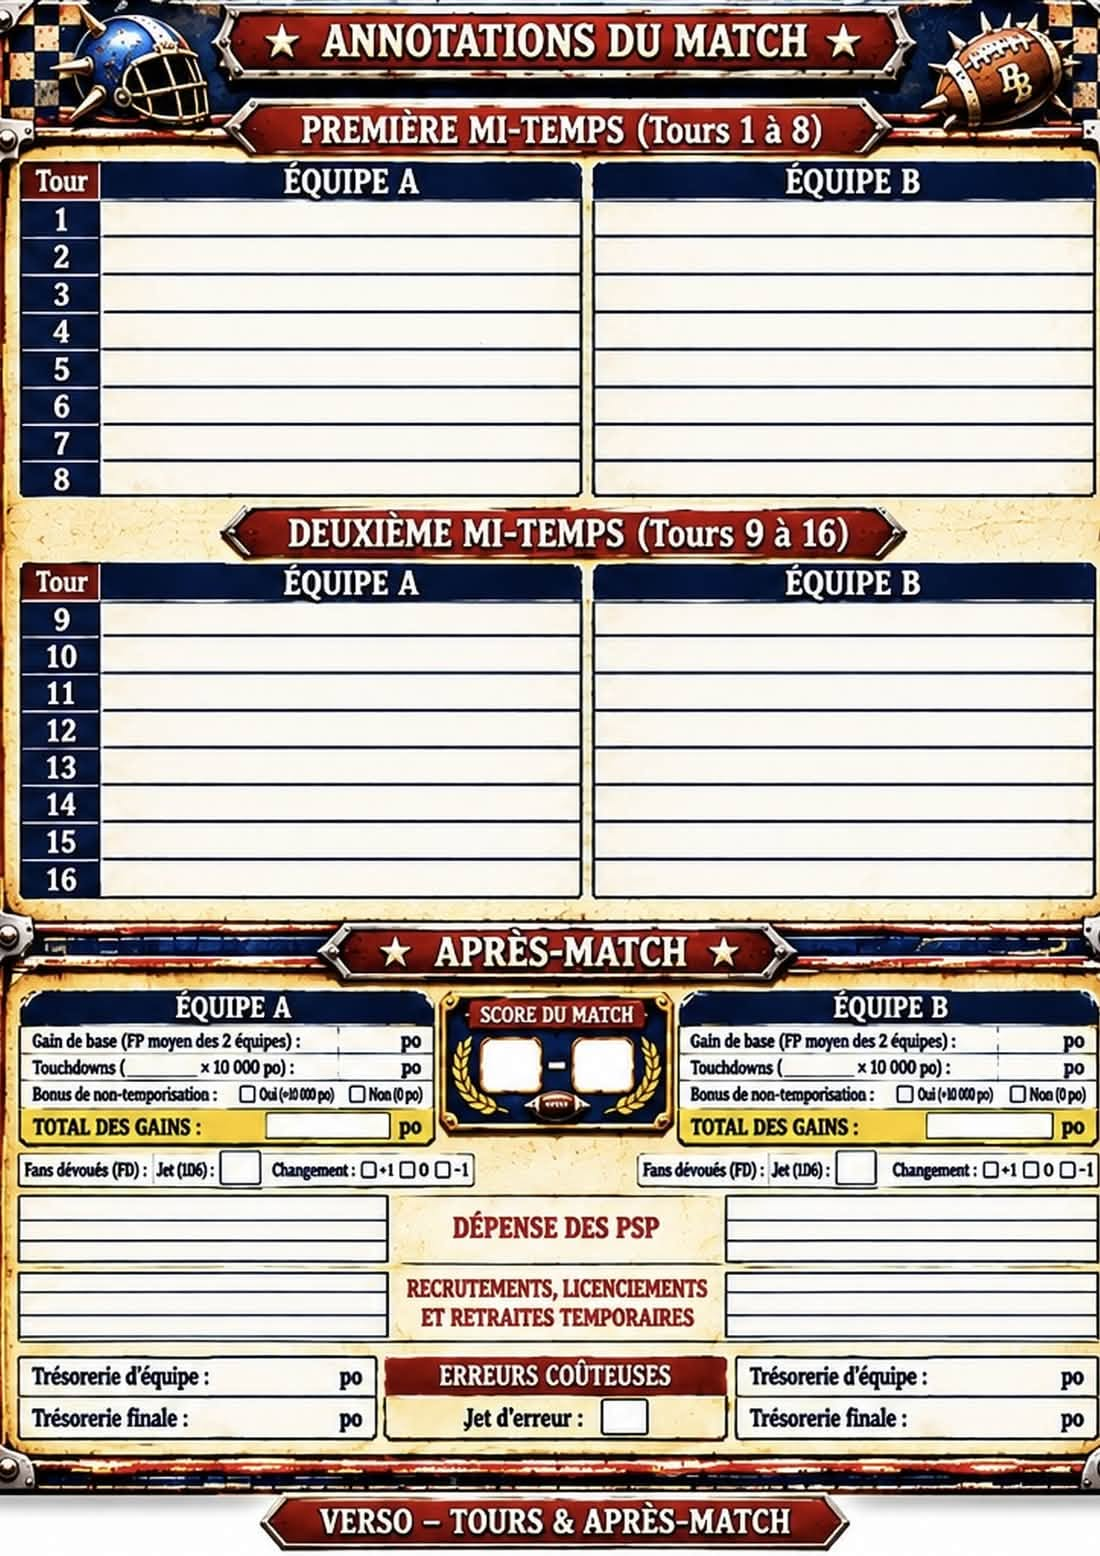 ★ ANNOTATIONS DU MATCH ★
BB
PREMIÈRE MI-TEMPS (Tours 1 à 8)
Tour ÉQUIPE A ÉQUIPE B
1
2
3
4
5
6
7
8
DEUXIÈME MI-TEMPS (Tours 9 à 16)
Tour ÉQUIPE A ÉQUIPE B
9
10
11
12
13
14
15
16
★ APRÈS-MATCH ★
ÉQUIPE A
Gain de base (FP moyen des 2 équipes) : po
Touchdowns (________ × 10 000 po) : po
Bonus de non-temporisation : ☐ Oui (+10 000 po) ☐ Non (0 po)
TOTAL DES GAINS : po
SCORE DU MATCH
-
ÉQUIPE B
Gain de base (FP moyen des 2 équipes) : po
Touchdowns (________ × 10 000 po) : po
Bonus de non-temporisation : ☐ Oui (+10 000 po) ☐ Non (0 po)
TOTAL DES GAINS : po
Fans dévoués (FD) : Jet (1D6) : Changement : ☐ +1 ☐ 0 ☐ -1
Fans dévoués (FD) : Jet (1D6) : Changement : ☐ +1 ☐ 0 ☐ -1
DÉPENSE DES PSP
RECRUTEMENTS, LICENCIEMENTS
ET RETRAITES TEMPORAIRES
Trésorerie d'équipe : po
Trésorerie finale : po
ERREURS COÛTEUSES
Jet d'erreur :
Trésorerie d'équipe : po
Trésorerie finale : po
VERSO – TOURS & APRÈS-MATCH